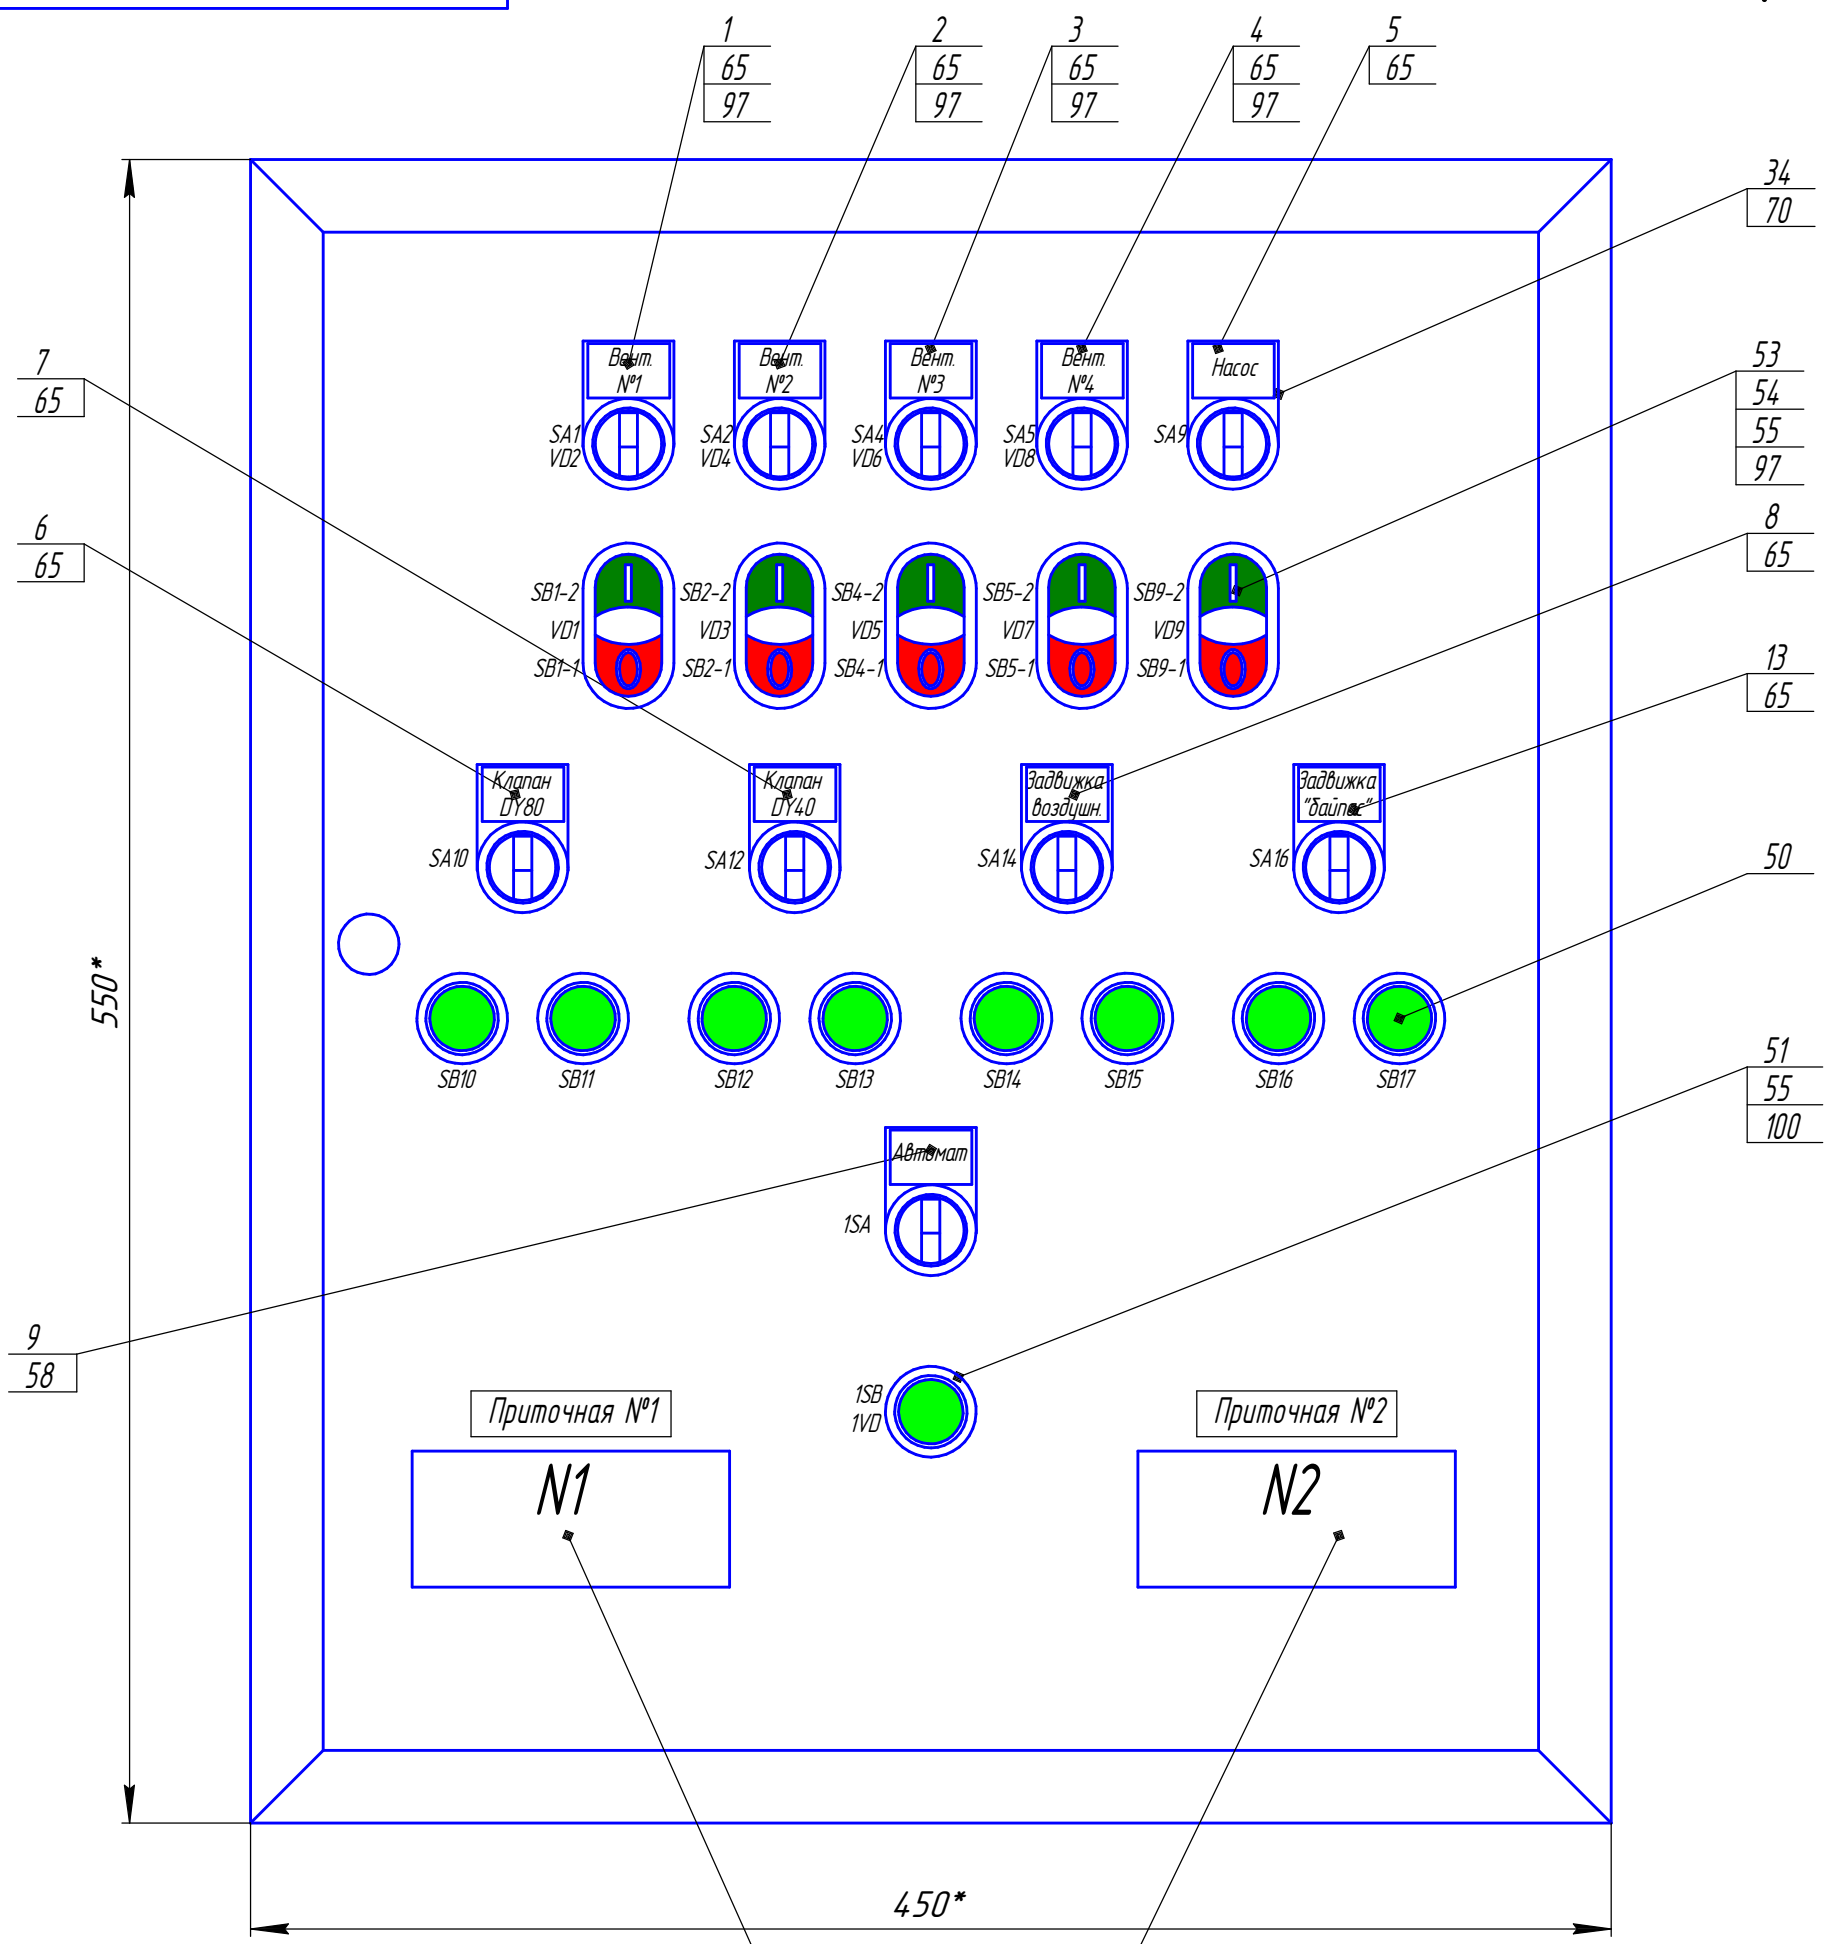 1
65
97
2
65
97
3
65
97
4
65
97
5
65
34
70
7
65
53
54
55
97
6
65
8
65
13
65
50
51
55
100
9
58
Вент.
№1
Вент.
№2
Вент.
№3
Вент.
№4
Насос
SA1
VD2
SA2
VD4
SA4
VD6
SA5
VD8
SA9
SB1-2
VD1
SB1-1
SB2-2
VD3
SB2-1
SB4-2
VD5
SB4-1
SB5-2
VD7
SB5-1
SB9-2
VD9
SB9-1
Клапан
DY80
Клапан
DY40
Задвижка
воздушн.
Задвижка
"байпас"
SA10
SA12
SA14
SA16
SB10
SB11
SB12
SB13
SB14
SB15
SB16
SB17
Автомат
1SA
1SB
1VD
Приточная №1
Приточная №2
N1
N2
550*
450*